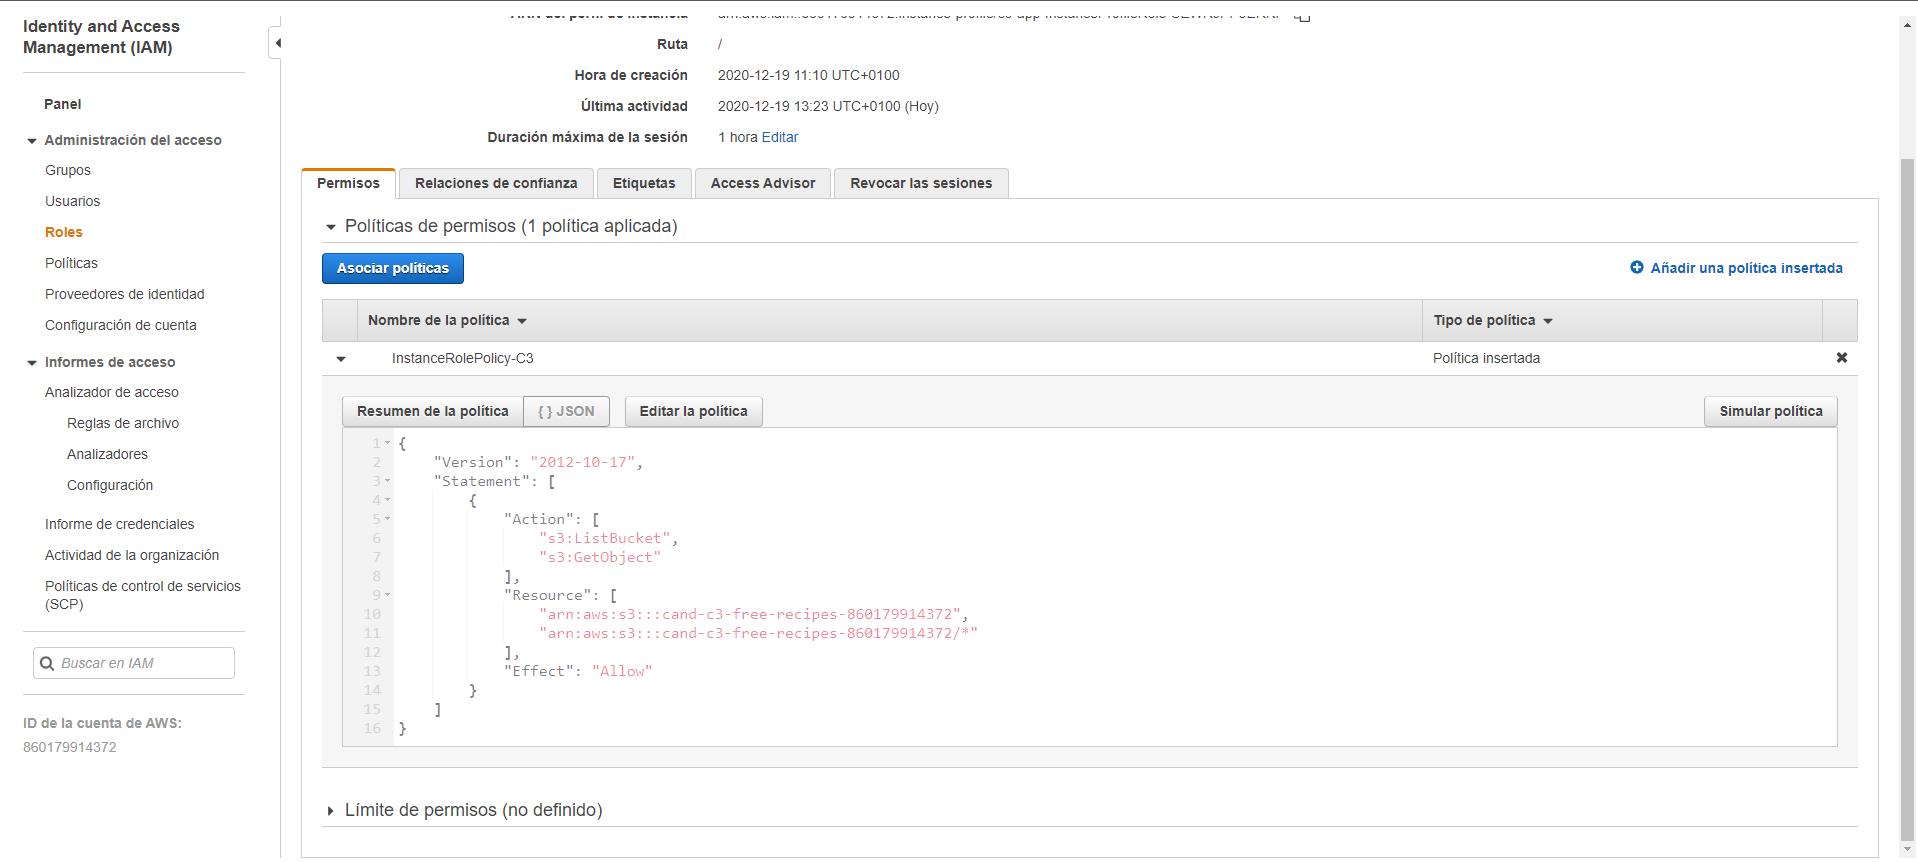 Identity and Access
Management (IAM)
Panel
Administración del acceso
Grupos
Usuarios
Roles
Políticas
Proveedores de identidad
Configuración de cuenta
Informes de acceso
Analizador de acceso
Reglas de archivo
Analizadores
Configuración
Informe de credenciales
Actividad de la organización
Políticas de control de servicios
(SCP)
Buscar en IAM
ID de la cuenta de AWS:
860179914372
ARN del perfil de instancia
Ruta /
Hora de creación 2020-12-19 11:10 UTC+0100
Última actividad 2020-12-19 13:23 UTC+0100 (Hoy)
Duración máxima de la sesión 1 hora Editar
Permisos Relaciones de confianza Etiquetas Access Advisor Revocar las sesiones
Políticas de permisos (1 política aplicada)
Asociar políticas Añadir una política insertada
Nombre de la política Tipo de política
InstanceRolePolicy-C3 Política insertada
Resumen de la política { } JSON Editar la política Simular política
1 {
2 "Version": "2012-10-17",
3 "Statement": [
4 {
5 "Action": [
6 "s3:ListBucket",
7 "s3:GetObject"
8 ],
9 "Resource": [
10 "arn:aws:s3:::cand-c3-free-recipes-860179914372",
11 "arn:aws:s3:::cand-c3-free-recipes-860179914372/*"
12 ],
13 "Effect": "Allow"
14 }
15 ]
16 }
Límite de permisos (no definido)